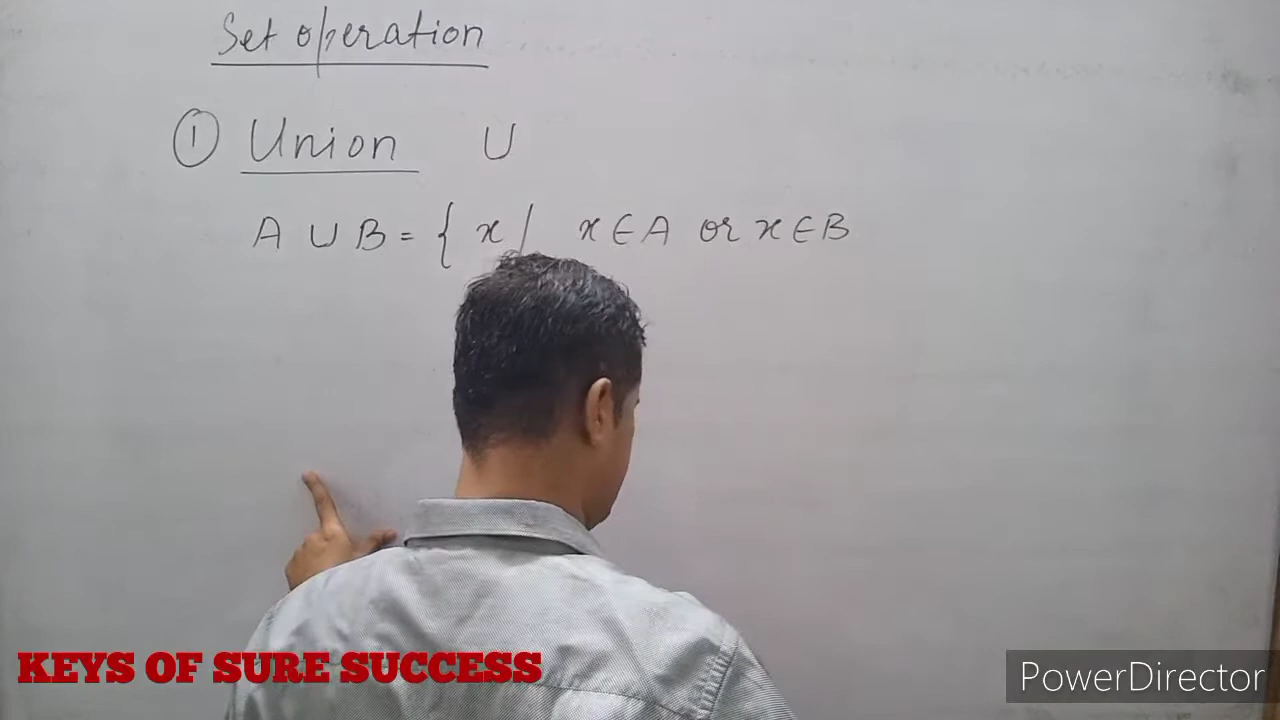 Set operation
① Union ∪
A ∪ B = { x / x ∈ A or x ∈ B
KEYS OF SURE SUCCESS
PowerDirector